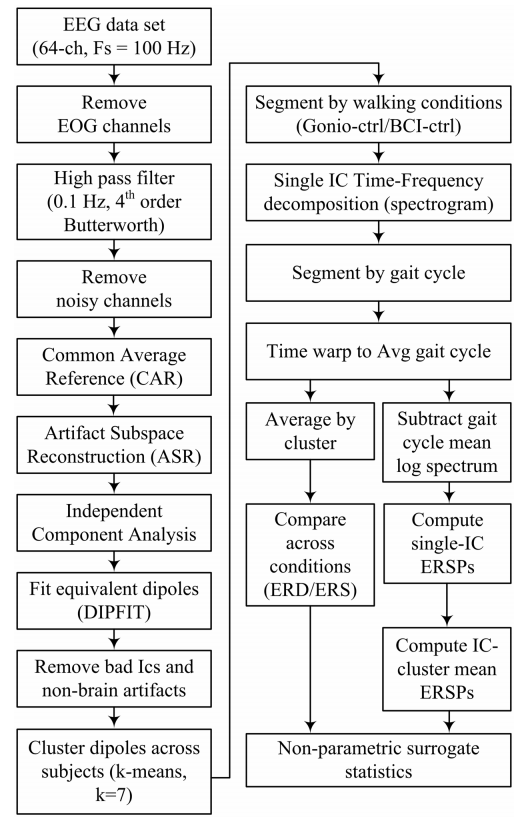 EEG data set
(64-ch, Fs = 100 Hz)
Remove
EOG channels
High pass filter
(0.1 Hz, 4th order
Butterworth)
Remove
noisy channels
Common Average
Reference (CAR)
Artifact Subspace
Reconstruction (ASR)
Independent
Component Analysis
Fit equivalent dipoles
(DIPFIT)
Remove bad Ics and
non-brain artifacts
Cluster dipoles across
subjects (k-means,
k=7)
Segment by walking conditions
(Gonio-ctrl/BCI-ctrl)
Single IC Time-Frequency
decomposition (spectrogram)
Segment by gait cycle
Time warp to Avg gait cycle
Average by
cluster
Compare
across
conditions
(ERD/ERS)
Subtract gait
cycle mean
log spectrum
Compute
single-IC
ERSPs
Compute IC-
cluster mean
ERSPs
Non-parametric surrogate
statistics